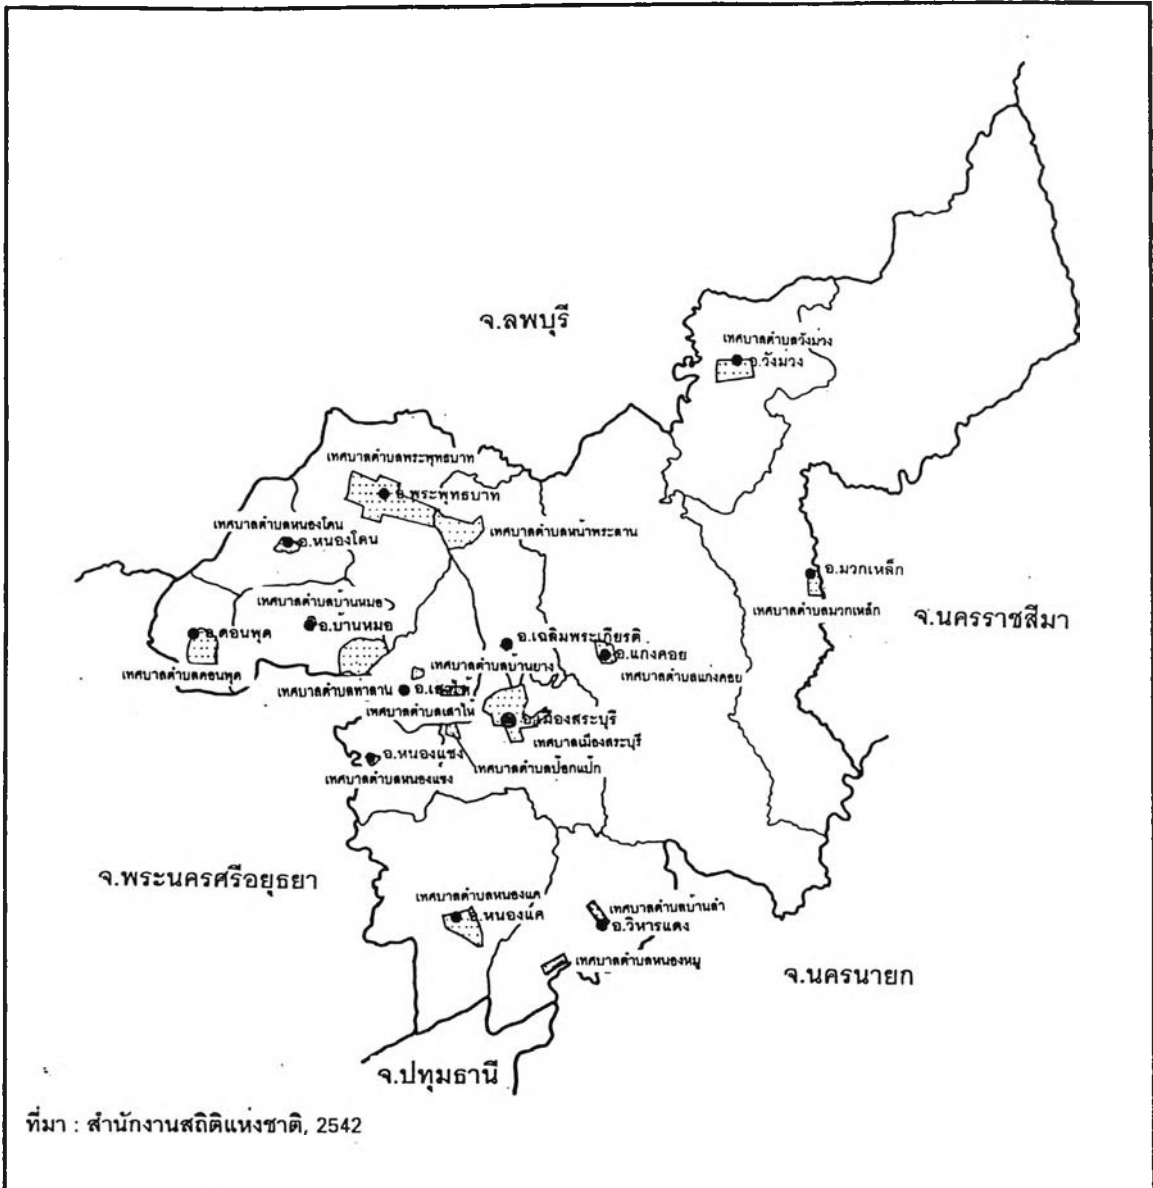 จ.ลพบุรี
เทศบาลตำบลวังม่วง
อ.วังม่วง
เทศบาลตำบลพระพุทธบาท
อ.พระพุทธบาท
เทศบาลตำบลหนองโดน
อ.หนองโดน
เทศบาลตำบลหน้าพระลาน
อ.มวกเหล็ก
เทศบาลตำบลมวกเหล็ก
จ.นครราชสีมา
เทศบาลตำบลบ้านหมอ
อ.บ้านหมอ
อ.ดอนพุด
เทศบาลตำบลดอนพุด
อ.เฉลิมพระเกียรติ
อ.แก่งคอย
เทศบาลตำบลแก่งคอย
เทศบาลตำบลบ้านยาง
เทศบาลตำบลท่าลาน
อ.เสาไห้
เทศบาลตำบลเสาไห้
อ.เมืองสระบุรี
เทศบาลเมืองสระบุรี
2
อ.หนองแซง
เทศบาลตำบลป๊อกแป๊ก
เทศบาลตำบลหนองแซง
จ.พระนครศรีอยุธยา
เทศบาลตำบลหนองแค
อ.หนองแค
เทศบาลตำบลบ้านลำ
อ.วิหารแดง
เทศบาลตำบลหนองหมู
จ.นครนายก
จ.ปทุมธานี
ที่มา : สำนักงานสถิติแห่งชาติ, 2542